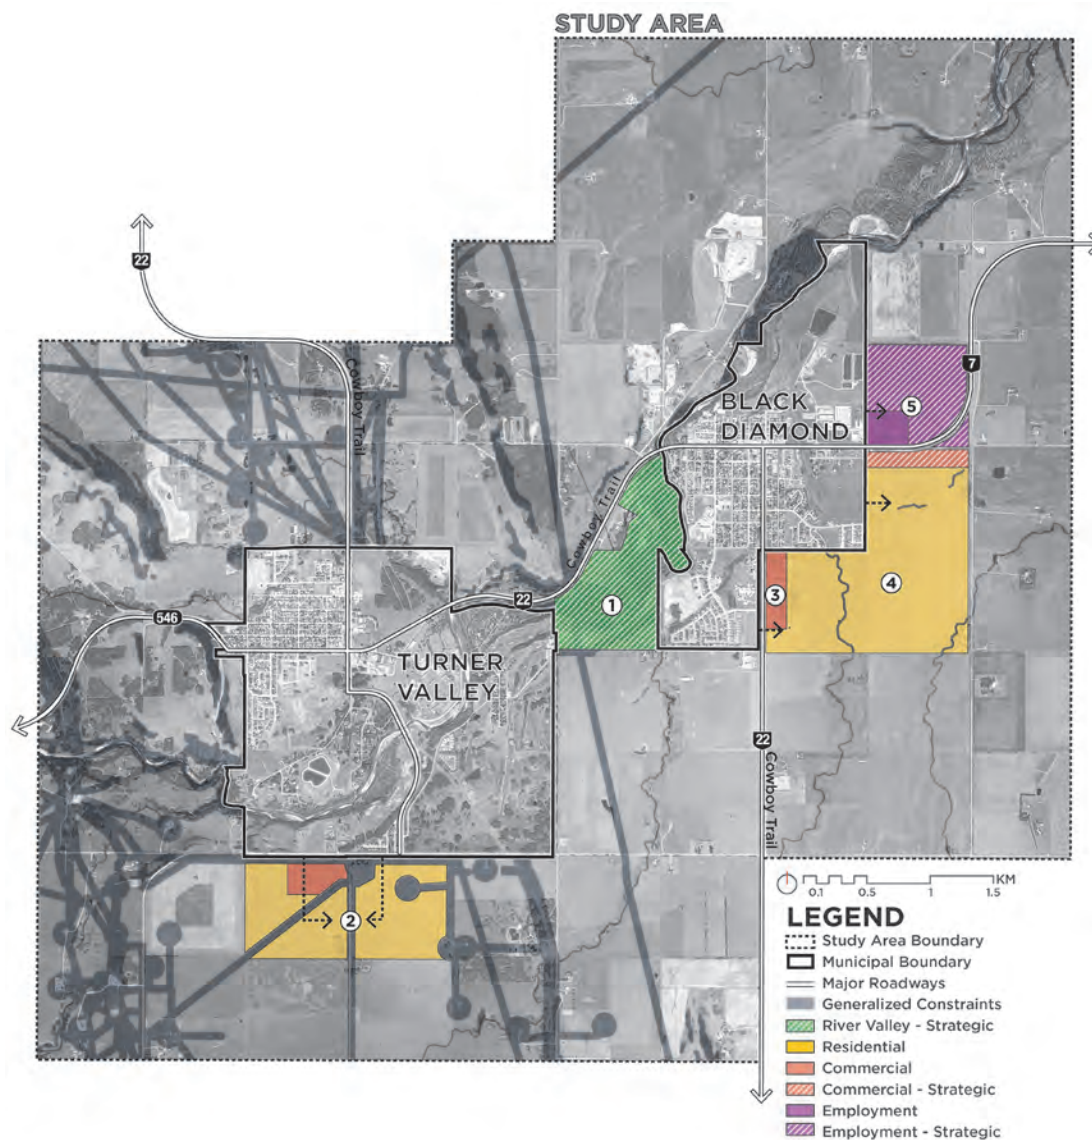 STUDY AREA
22
Cowboy Trail
7
BLACK
DIAMOND
5
Cowboy Trail
22
1
3
4
546
TURNER
VALLEY
22
Cowboy Trail
2
0.1 0.5 1 1.5KM
LEGEND
Study Area Boundary
Municipal Boundary
Major Roadways
Generalized Constraints
River Valley - Strategic
Residential
Commercial
Commercial - Strategic
Employment
Employment - Strategic